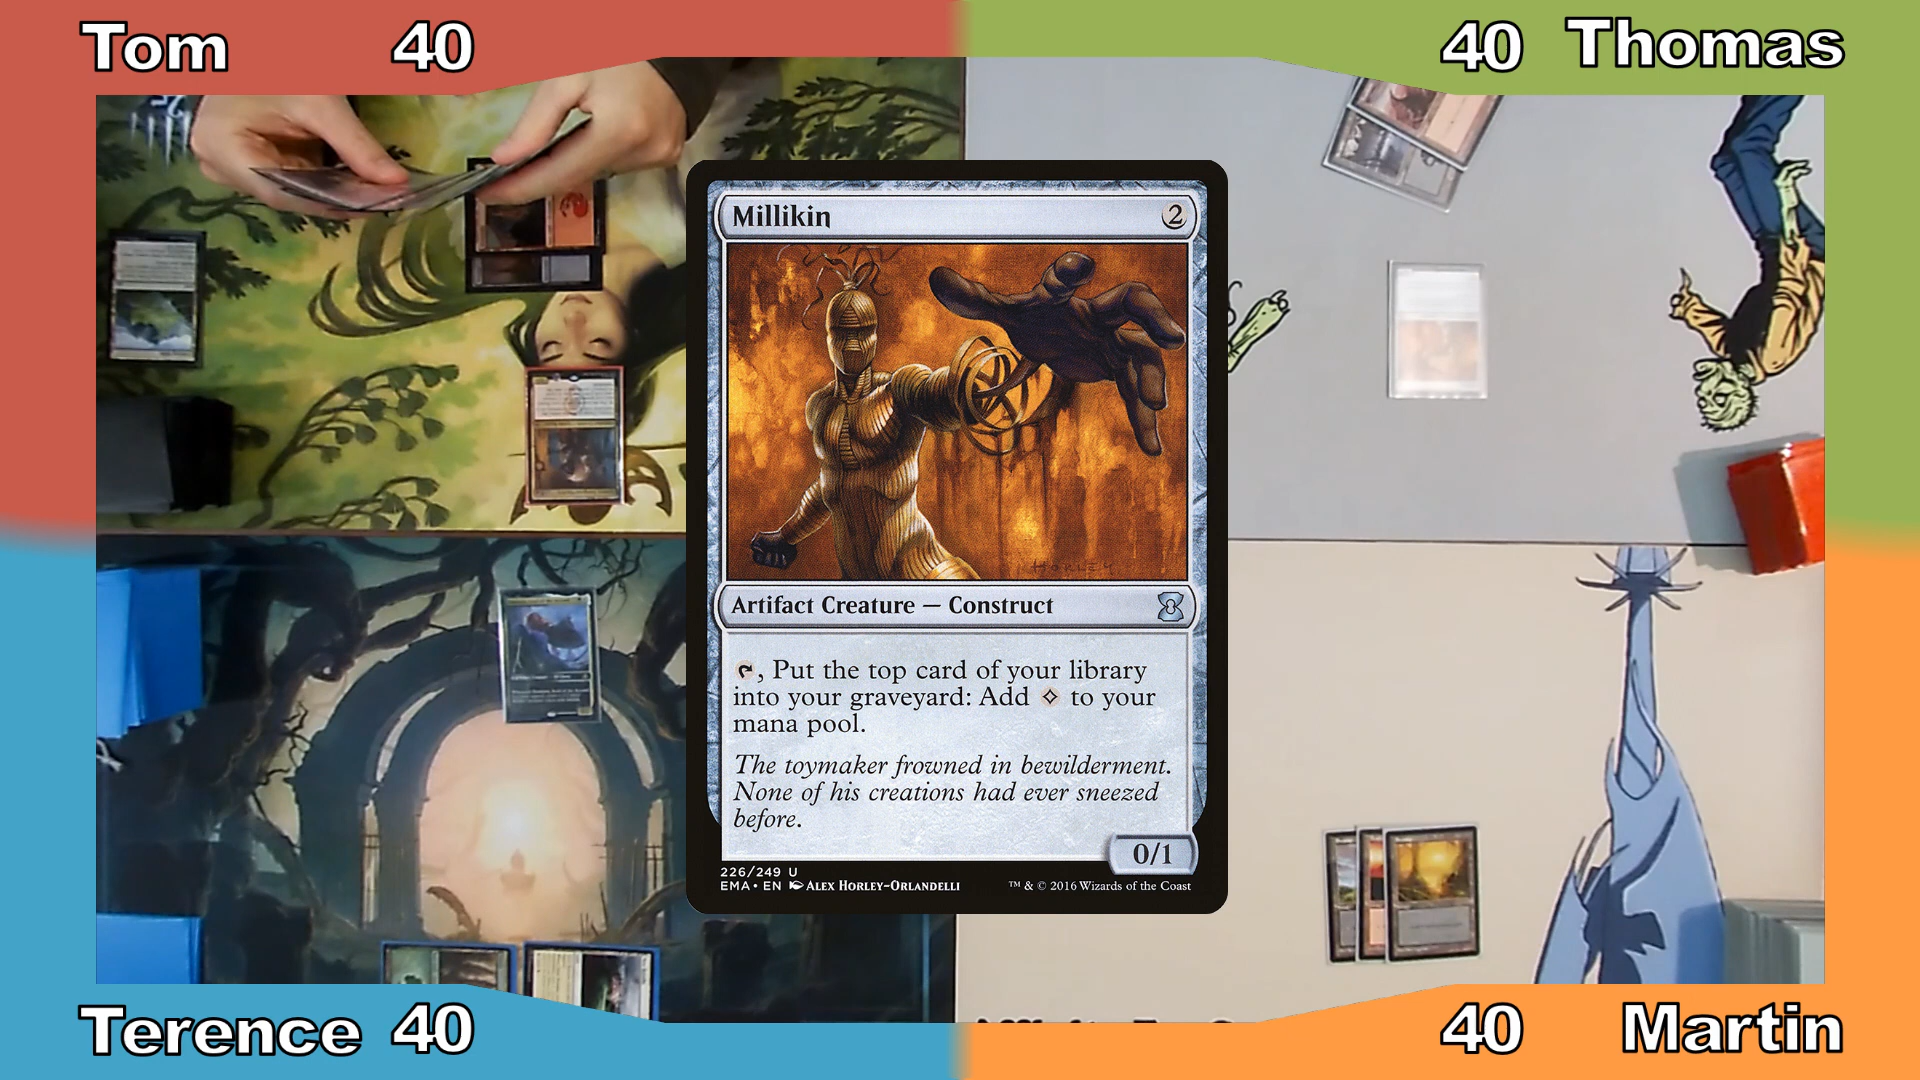 Tom 40
40 Thomas
Millikin 2
Artifact Creature — Construct
, Put the top card of your library
into your graveyard: Add to your
mana pool.
The toymaker frowned in bewilderment.
None of his creations had ever sneezed
before.
0/1
226/249 U
EMA • EN ALEX HORLEY-ORLANDELLI
™ & © 2016 Wizards of the Coast
Terence 40
40 Martin